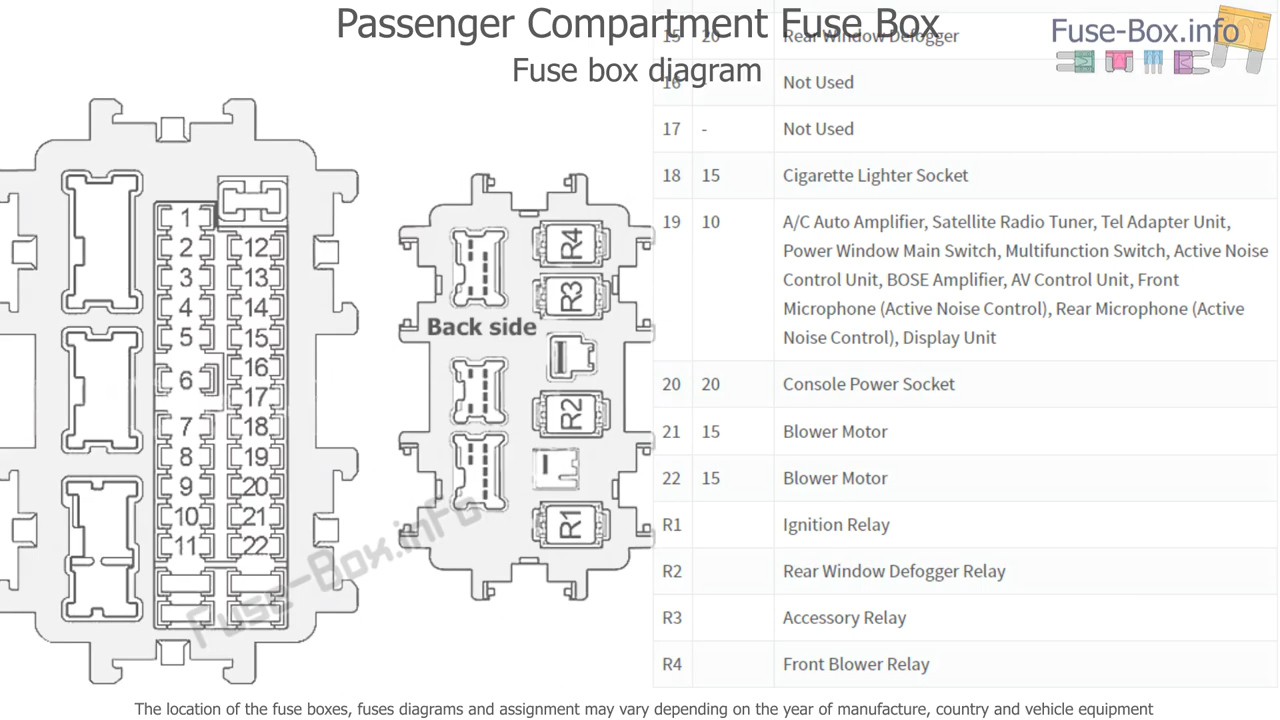 Passenger Compartment Fuse Box
Fuse box diagram
Fuse-Box.info
15 20 Rear Window Defogger
16 - Not Used
17 - Not Used
18 15 Cigarette Lighter Socket
19 10 A/C Auto Amplifier, Satellite Radio Tuner, Tel Adapter Unit,
Power Window Main Switch, Multifunction Switch, Active Noise
Control Unit, BOSE Amplifier, AV Control Unit, Front
Microphone (Active Noise Control), Rear Microphone (Active
Noise Control), Display Unit
20 20 Console Power Socket
21 15 Blower Motor
22 15 Blower Motor
R1 Ignition Relay
R2 Rear Window Defogger Relay
R3 Accessory Relay
R4 Front Blower Relay
1
2 12
3 13
4 14
5 15
6 16
17
7 18
8 19
9 20
10 21
11 22
R4
R3
Back side
R2
R1
Fuse-Box.info
The location of the fuse boxes, fuses diagrams and assignment may vary depending on the year of manufacture, country and vehicle equipment